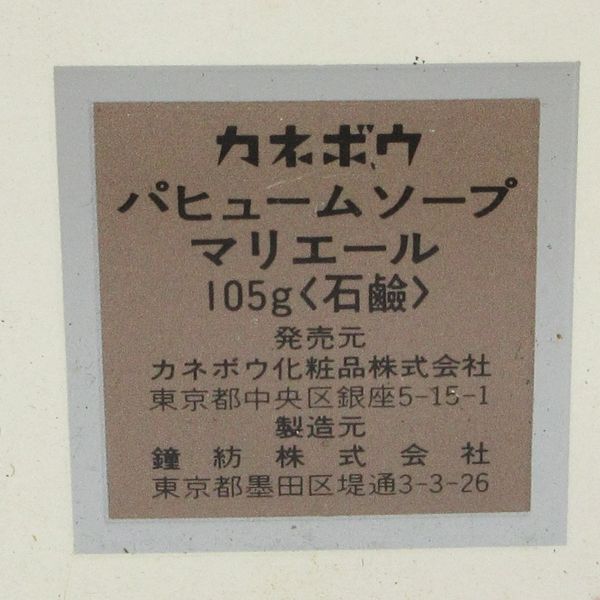 カネボウ
パヒュームソープ
マリエール
105g〈石鹼〉
発売元
カネボウ化粧品株式会社
東京都中央区銀座5-15-1
製造元
鐘紡株式会社
東京都墨田区堤通3-3-26